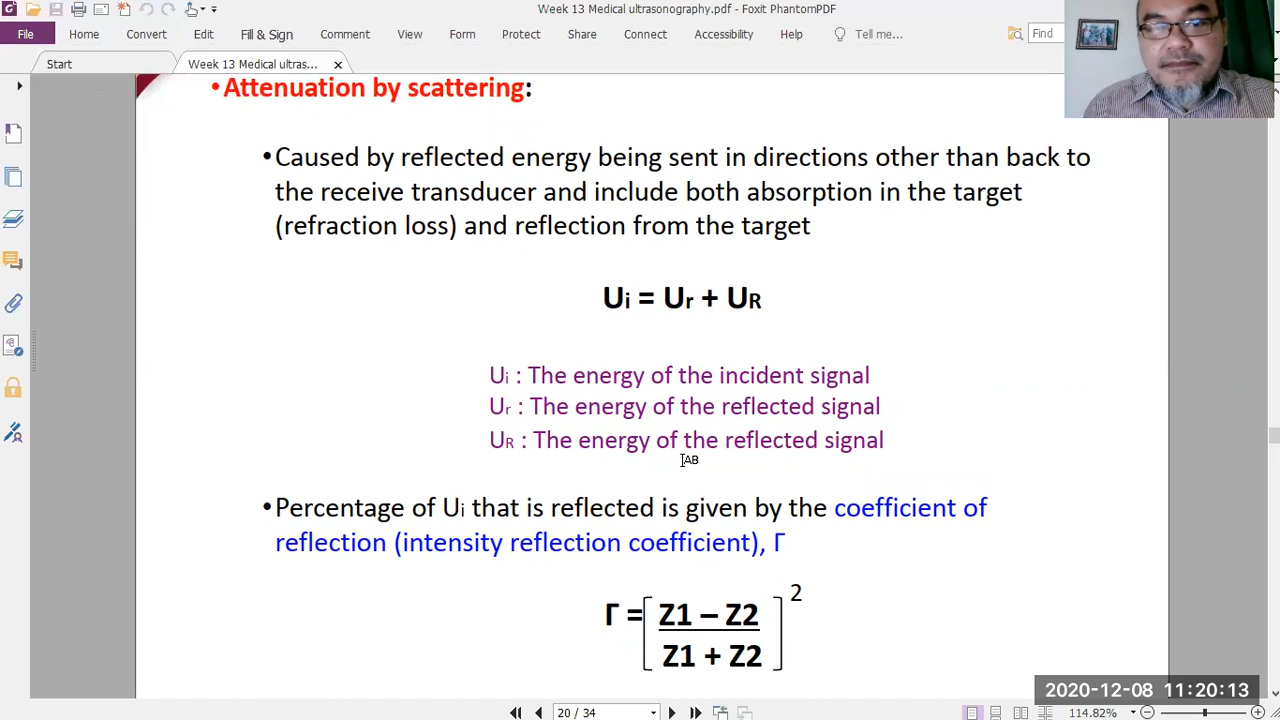 Week 13 Medical ultrasonography.pdf - Foxit PhantomPDF
File Home Convert Edit Fill & Sign Comment View Form Protect Share Connect Accessibility Help Tell me... Find
Start Week 13 Medical ultras...
•Attenuation by scattering:
•Caused by reflected energy being sent in directions other than back to
the receive transducer and include both absorption in the target
(refraction loss) and reflection from the target
Ui = Ur + UR
Ui : The energy of the incident signal
Ur : The energy of the reflected signal
UR : The energy of the reflected signal
AB
•Percentage of Ui that is reflected is given by the coefficient of
reflection (intensity reflection coefficient), Γ
2
Γ = Z1 – Z2
Z1 + Z2
2020-12-08 11:20:13
20 / 34 114.82%